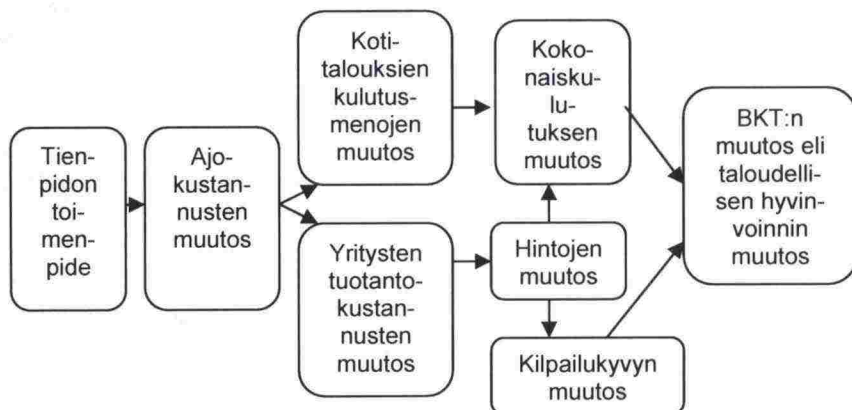 Tien-
pidon
toi-
men-
pide
Ajo-
kustan-
nusten
muutos
Koti-
talouksien
kulutus-
menojen
muutos
Yritysten
tuotanto-
kustan-
nusten
muutos
Koko-
naisku-
lu-
tuksen
muutos
Hintojen
muutos
Kilpailukyvyn
muutos
BKT:n
muutos eli
taloudelli-
sen hyvin-
voinnin
muutos